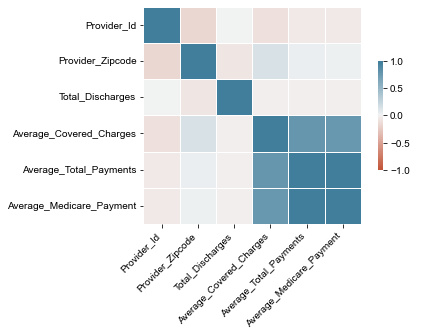 Provider_Id
Provider_Zipcode
Total_Discharges
Average_Covered_Charges
Average_Total_Payments
Average_Medicare_Payment
1.0
0.5
0.0
−0.5
−1.0
Provider_Id
Provider_Zipcode
Total_Discharges
Average_Covered_Charges
Average_Total_Payments
Average_Medicare_Payment